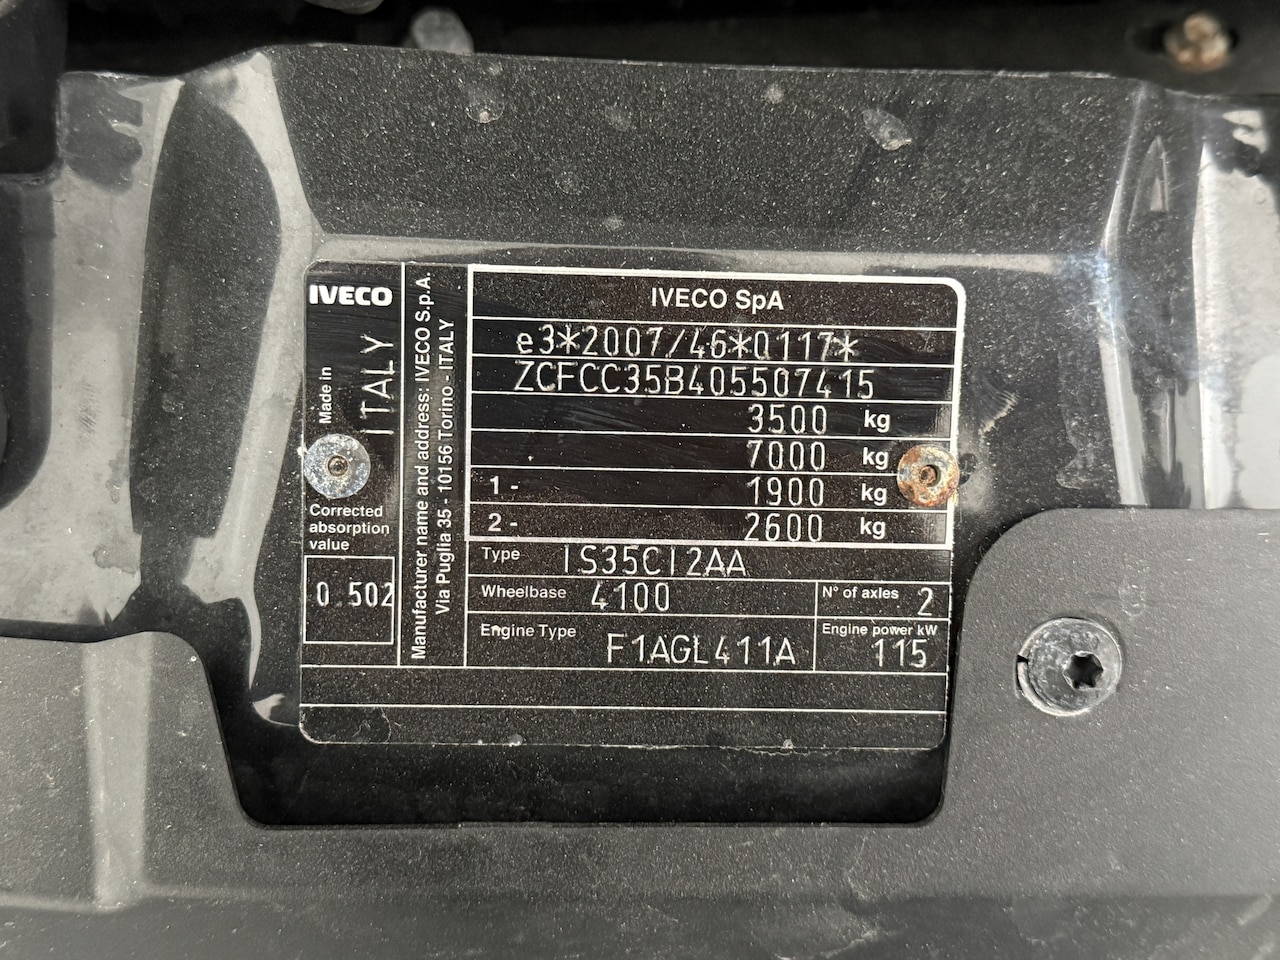 IVECO
Made in
ITALY
Corrected
absorption
value
0.502
Manufacturer name and address: IVECO S.p.A.
Via Puglia 35 - 10156 Torino - ITALY
IVECO SpA
e3*2007/46*0117*
ZCFCC35B405507415
3500 kg
7000 kg
1 - 1900 kg
2 - 2600 kg
Type IS35CI2AA
Wheelbase 4100
N° of axles 2
Engine Type F1AGL411A
Engine power kW 115